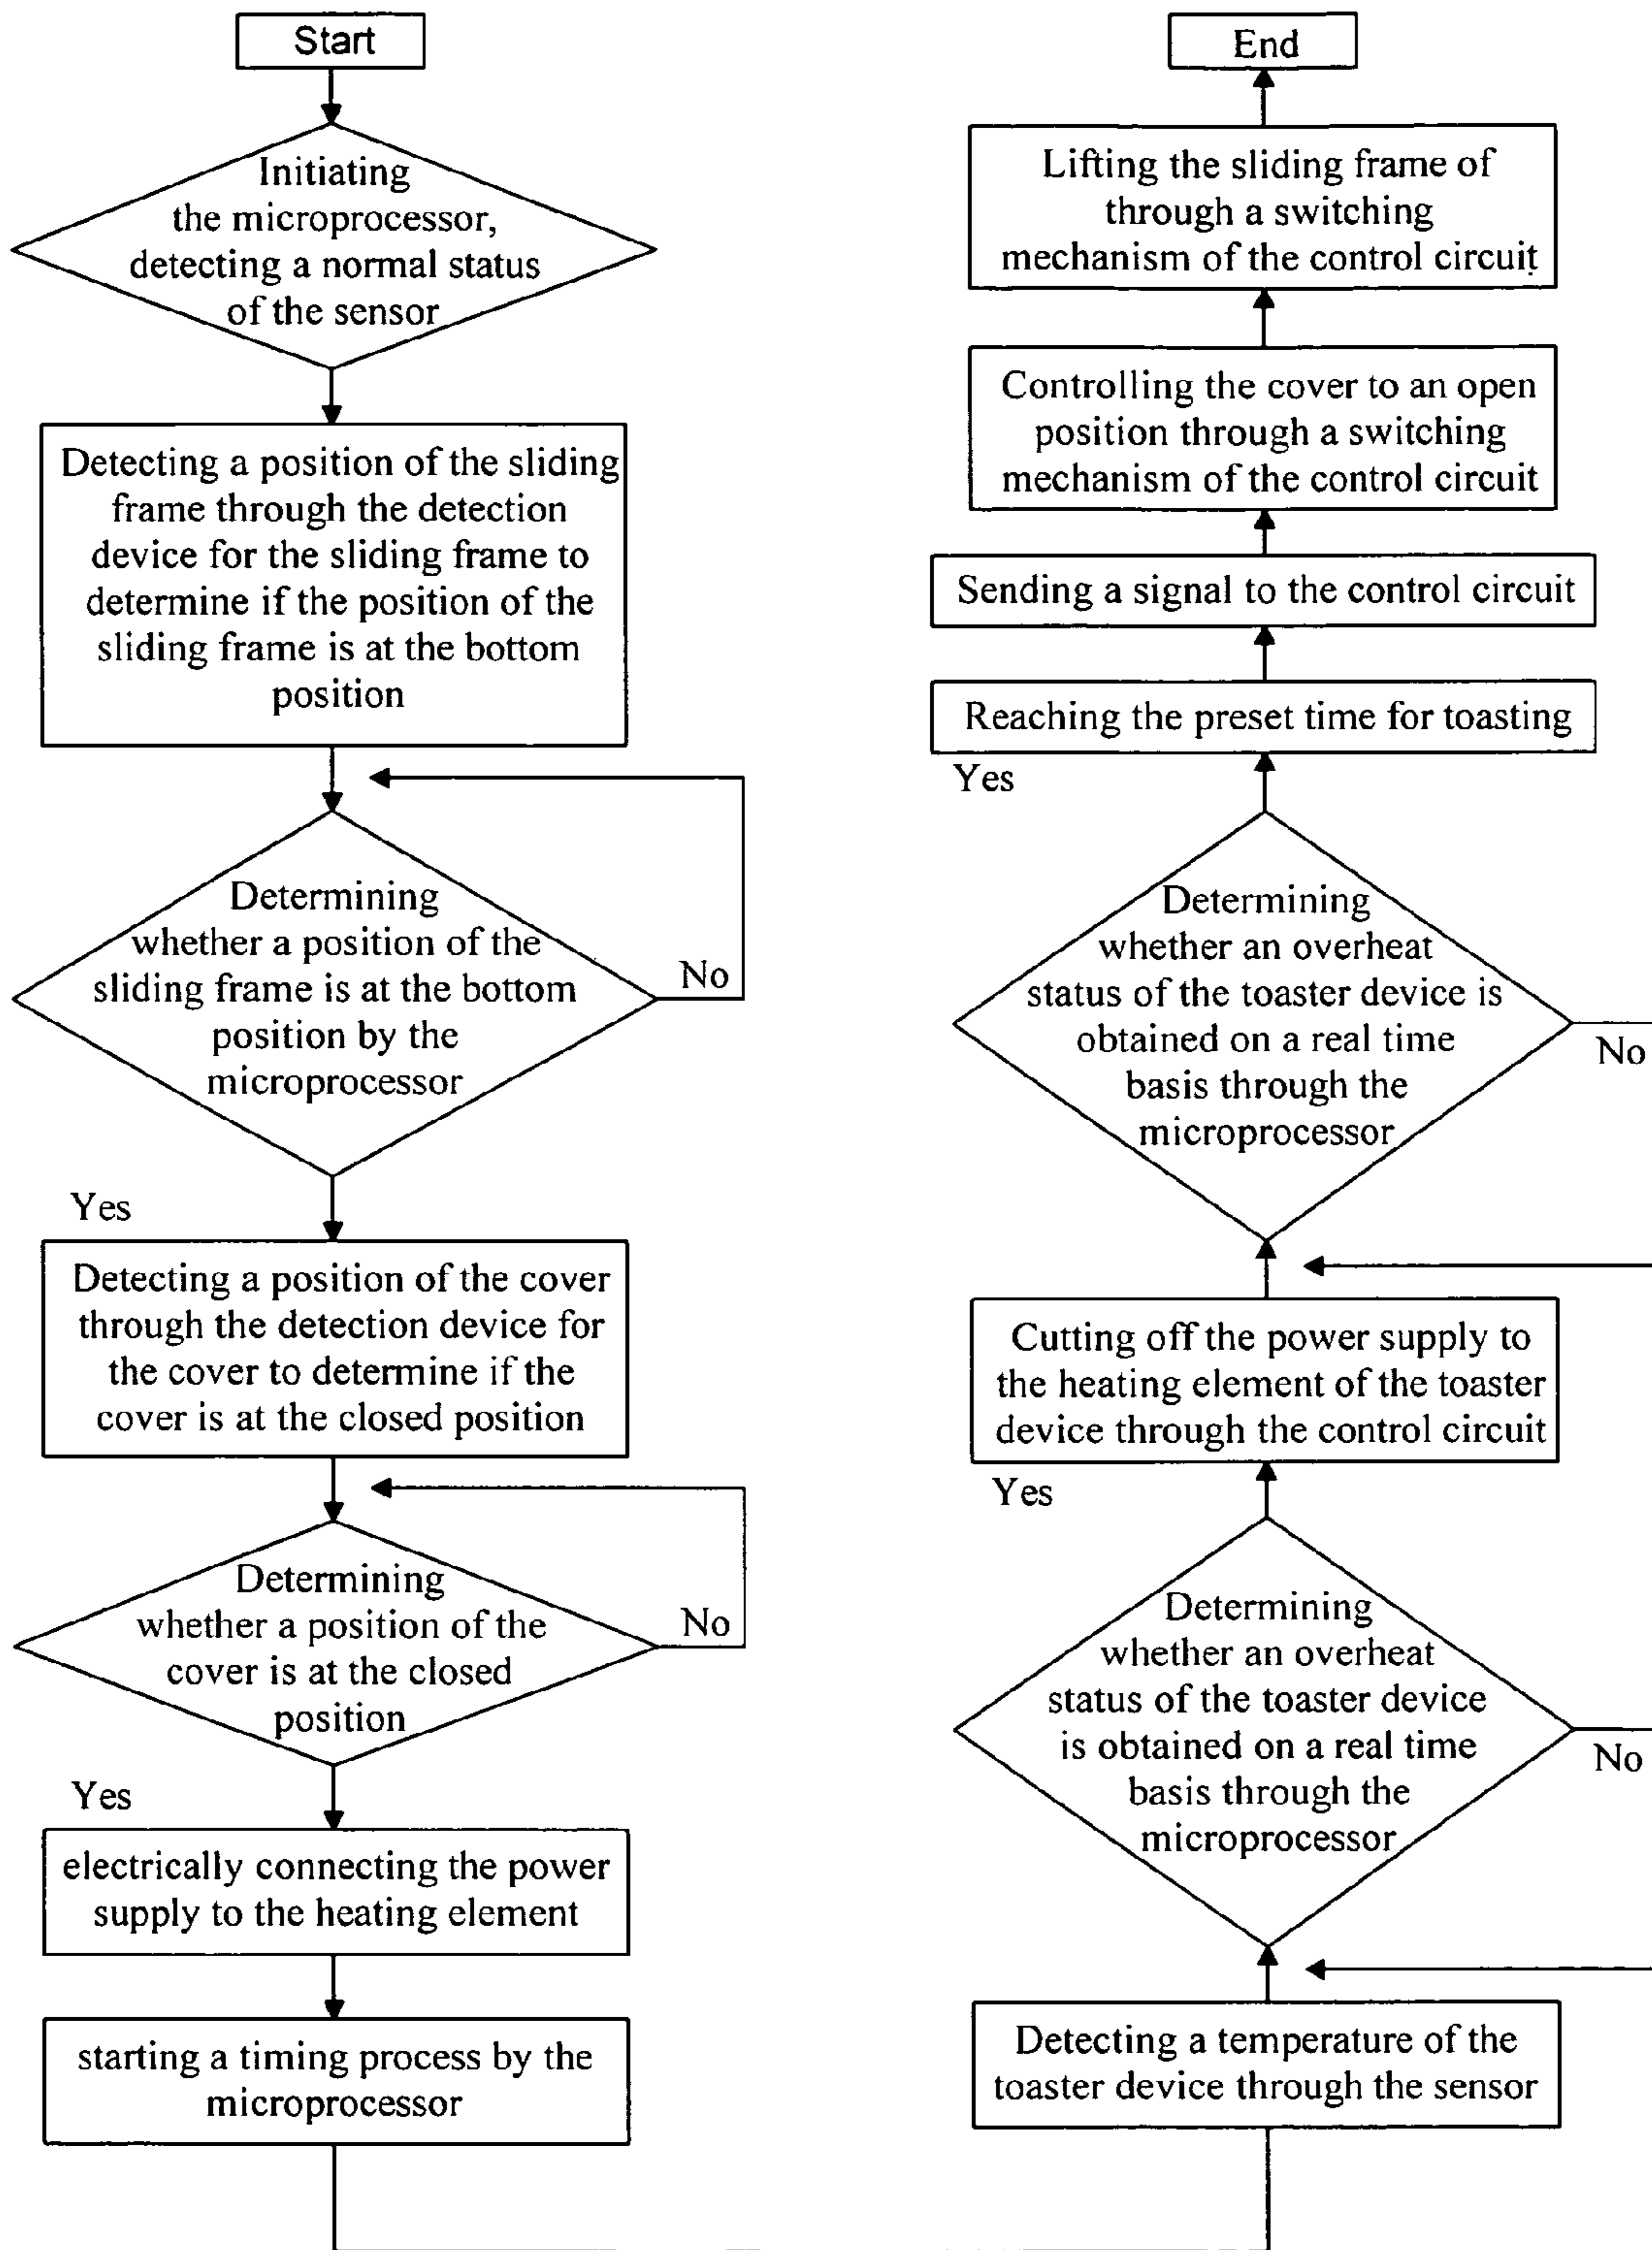 Start
Initiating
the microprocessor,
detecting a normal status
of the sensor
Detecting a position of the sliding
frame through the detection
device for the sliding frame to
determine if the position of the
sliding frame is at the bottom
position
Determining
whether a position of the
sliding frame is at the bottom
position by the
microprocessor
No
Yes
Detecting a position of the cover
through the detection device for
the cover to determine if the
cover is at the closed position
Determining
whether a position of the
cover is at the closed
position
No
Yes
electrically connecting the power
supply to the heating element
starting a timing process by the
microprocessor
Detecting a temperature of the
toaster device through the sensor
Determining
whether an overheat
status of the toaster device
is obtained on a real time
basis through the
microprocessor
No
Yes
Cutting off the power supply to
the heating element of the toaster
device through the control circuit
Determining
whether an overheat
status of the toaster device is
obtained on a real time
basis through the
microprocessor
No
Yes
Reaching the preset time for toasting
Sending a signal to the control circuit
Controlling the cover to an open
position through a switching
mechanism of the control circuit
Lifting the sliding frame of
through a switching
mechanism of the control circuit
End